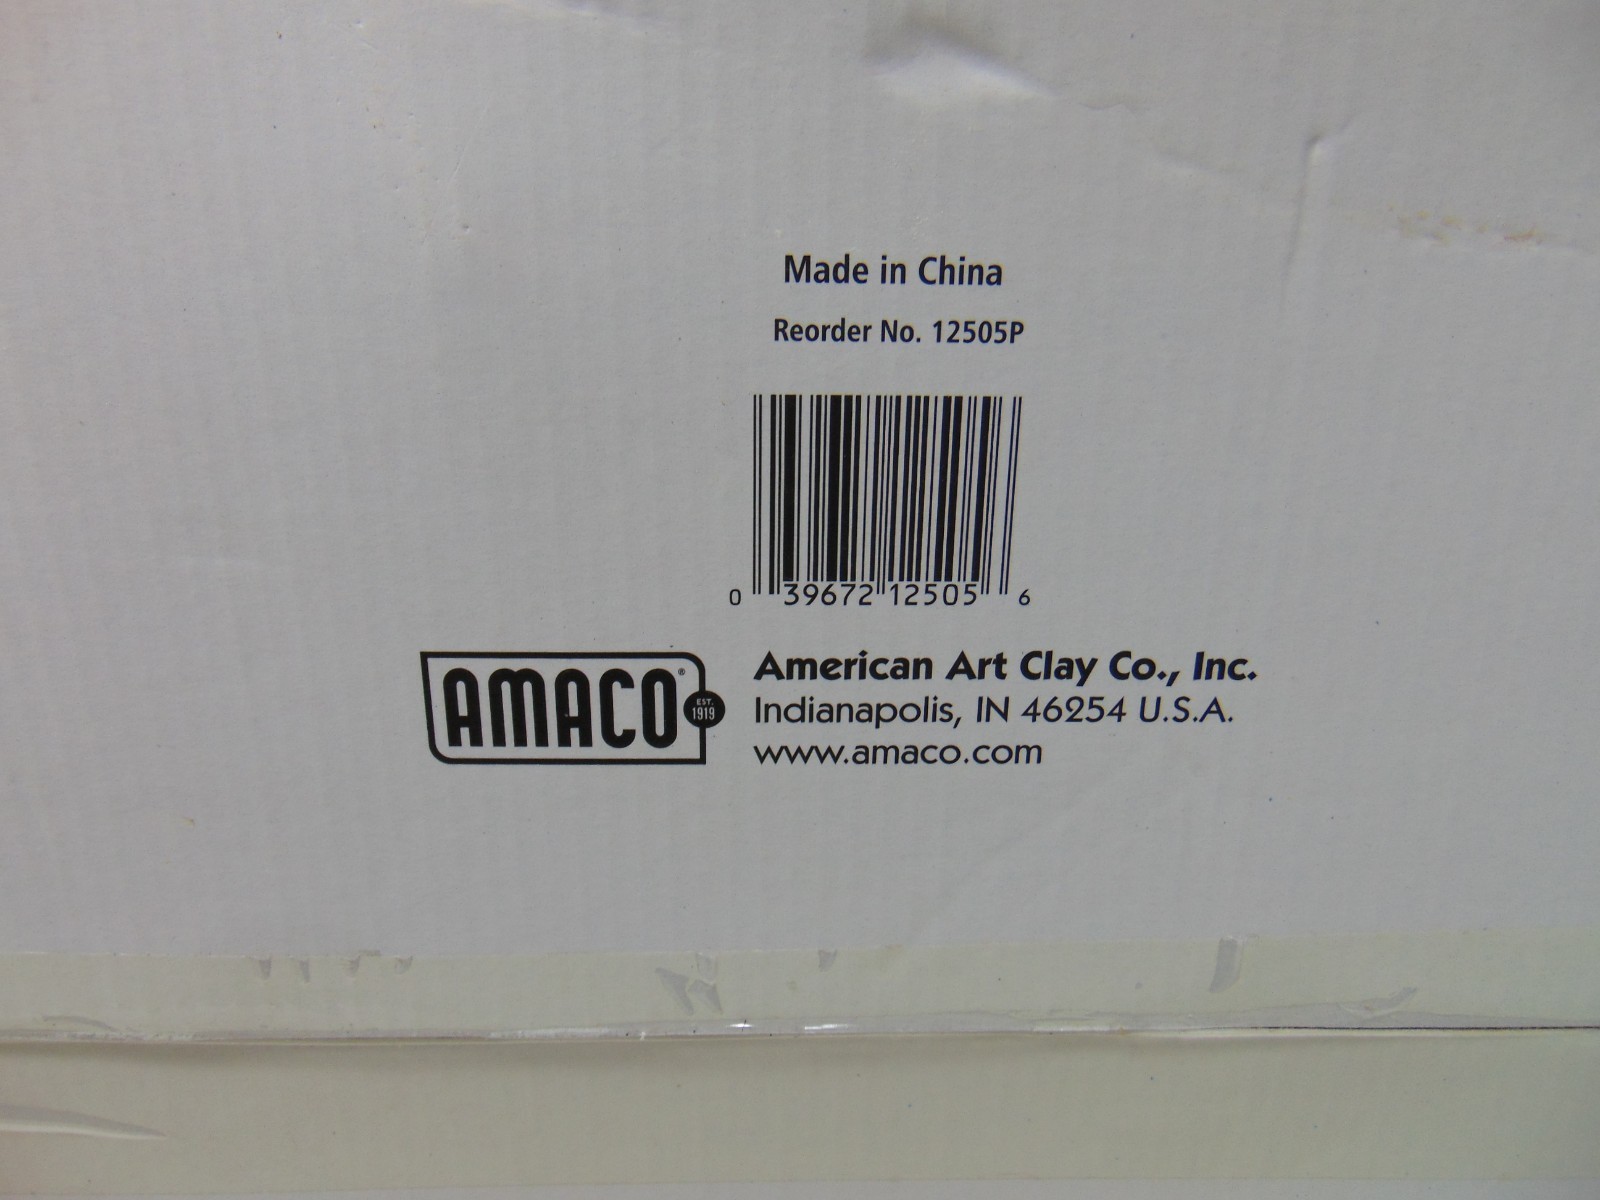 Made in China
Reorder No. 12505P
0 39672 12505 6
AMACO®
EST.
1919
American Art Clay Co., Inc.
Indianapolis, IN 46254 U.S.A.
www.amaco.com